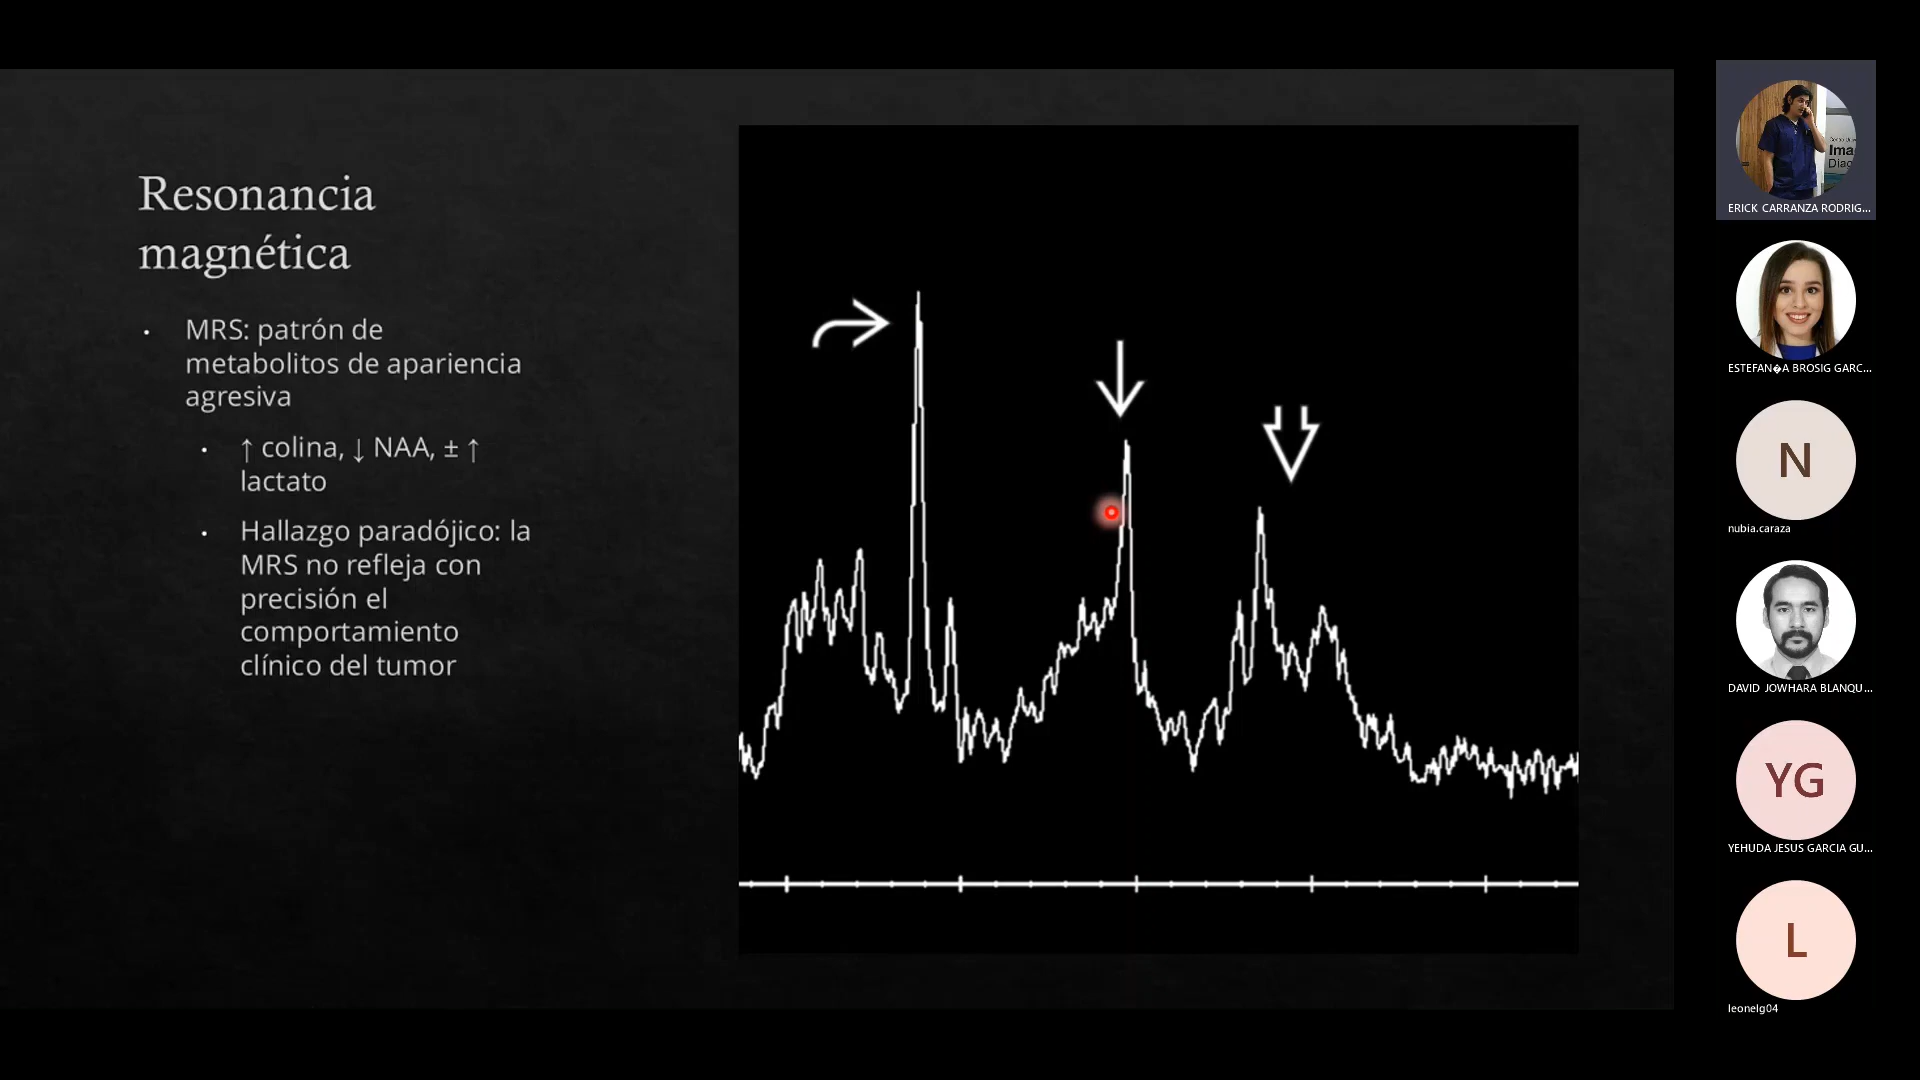 Resonancia
magnética
• MRS: patrón de
metabolitos de apariencia
agresiva
• ↑ colina, ↓ NAA, ± ↑
lactato
• Hallazgo paradójico: la
MRS no refleja con
precisión el
comportamiento
clínico del tumor
Ima
Diag
ERICK CARRANZA RODRIG...
ESTEFAN�A BROSIG GARC...
N
nubia.caraza
DAVID JOWHARA BLANQU...
YG
YEHUDA JESUS GARCIA GU...
L
leonelg04